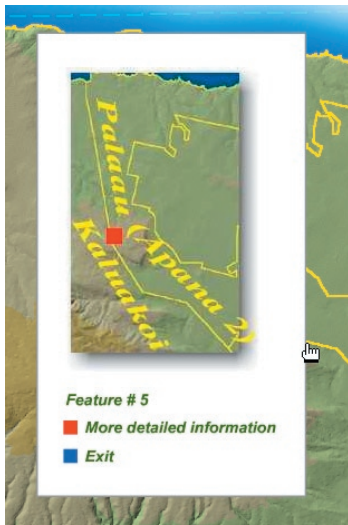 Palaau (Apana 2)
Kaluakoi
Feature # 5
More detailed information
Exit